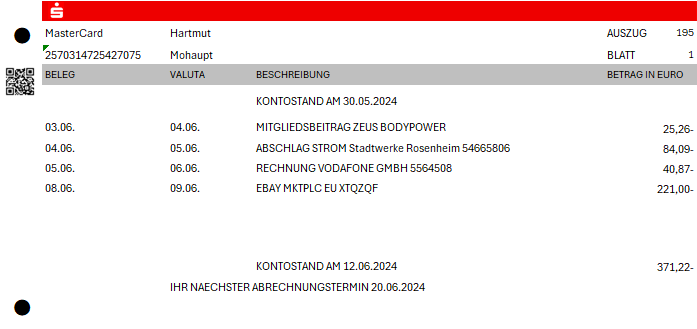 MasterCard Hartmut AUSZUG 195
2570314725427075 Mohaupt BLATT 1
BELEG VALUTA BESCHREIBUNG BETRAG IN EURO
KONTOSTAND AM 30.05.2024
03.06. 04.06. MITGLIEDSBEITRAG ZEUS BODYPOWER 25,26-
04.06. 05.06. ABSCHLAG STROM Stadtwerke Rosenheim 54665806 84,09-
05.06. 06.06. RECHNUNG VODAFONE GMBH 5564508 40,87-
08.06. 09.06. EBAY MKTPLC EU XTQZQF 221,00-
KONTOSTAND AM 12.06.2024 371,22-
IHR NAECHSTER ABRECHNUNGSTERMIN 20.06.2024